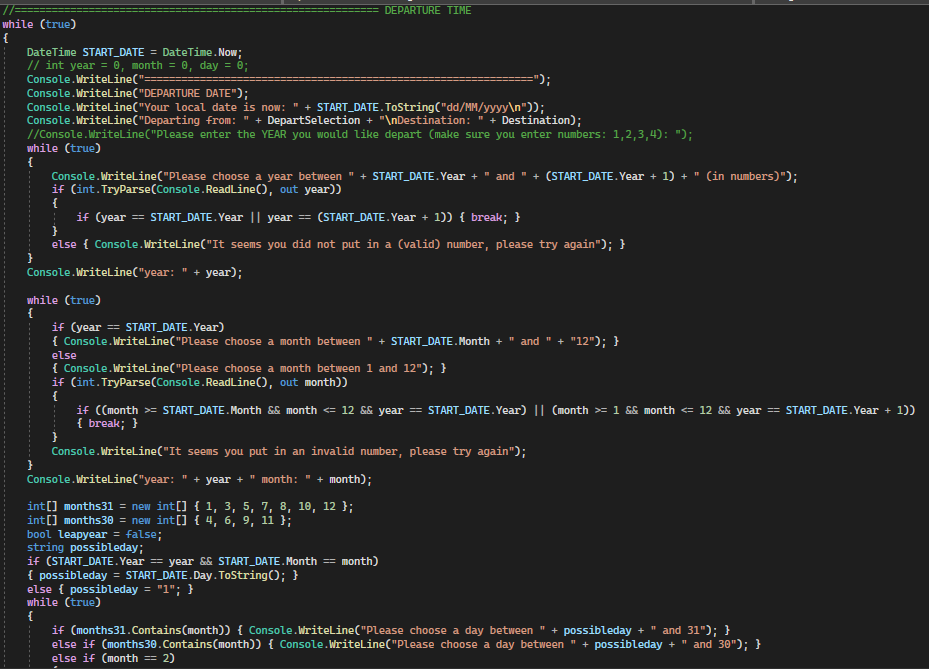 //=========================================================== DEPARTURE TIME
while (true)
{
DateTime START_DATE = DateTime.Now;
// int year = 0, month = 0, day = 0;
Console.WriteLine("===============================================================");
Console.WriteLine("DEPARTURE DATE");
Console.WriteLine("Your local date is now: " + START_DATE.ToString("dd/MM/yyyy\n"));
Console.WriteLine("Departing from: " + DepartSelection + "\nDestination: " + Destination);
//Console.WriteLine("Please enter the YEAR you would like depart (make sure you enter numbers: 1,2,3,4): ");
while (true)
{
Console.WriteLine("Please choose a year between " + START_DATE.Year + " and " + (START_DATE.Year + 1) + " (in numbers)");
if (int.TryParse(Console.ReadLine(), out year))
{
if (year == START_DATE.Year || year == (START_DATE.Year + 1)) { break; }
}
else { Console.WriteLine("It seems you did not put in a (valid) number, please try again"); }
}
Console.WriteLine("year: " + year);
while (true)
{
if (year == START_DATE.Year)
{ Console.WriteLine("Please choose a month between " + START_DATE.Month + " and " + "12"); }
else
{ Console.WriteLine("Please choose a month between 1 and 12"); }
if (int.TryParse(Console.ReadLine(), out month))
{
if ((month >= START_DATE.Month && month <= 12 && year == START_DATE.Year) || (month >= 1 && month <= 12 && year == START_DATE.Year + 1))
{ break; }
}
Console.WriteLine("It seems you put in an invalid number, please try again");
}
Console.WriteLine("year: " + year + " month: " + month);
int[] months31 = new int[] { 1, 3, 5, 7, 8, 10, 12 };
int[] months30 = new int[] { 4, 6, 9, 11 };
bool leapyear = false;
string possibleday;
if (START_DATE.Year == year && START_DATE.Month == month)
{ possibleday = START_DATE.Day.ToString(); }
else { possibleday = "1"; }
while (true)
{
if (months31.Contains(month)) { Console.WriteLine("Please choose a day between " + possibleday + " and 31"); }
else if (months30.Contains(month)) { Console.WriteLine("Please choose a day between " + possibleday + " and 30"); }
else if (month == 2)